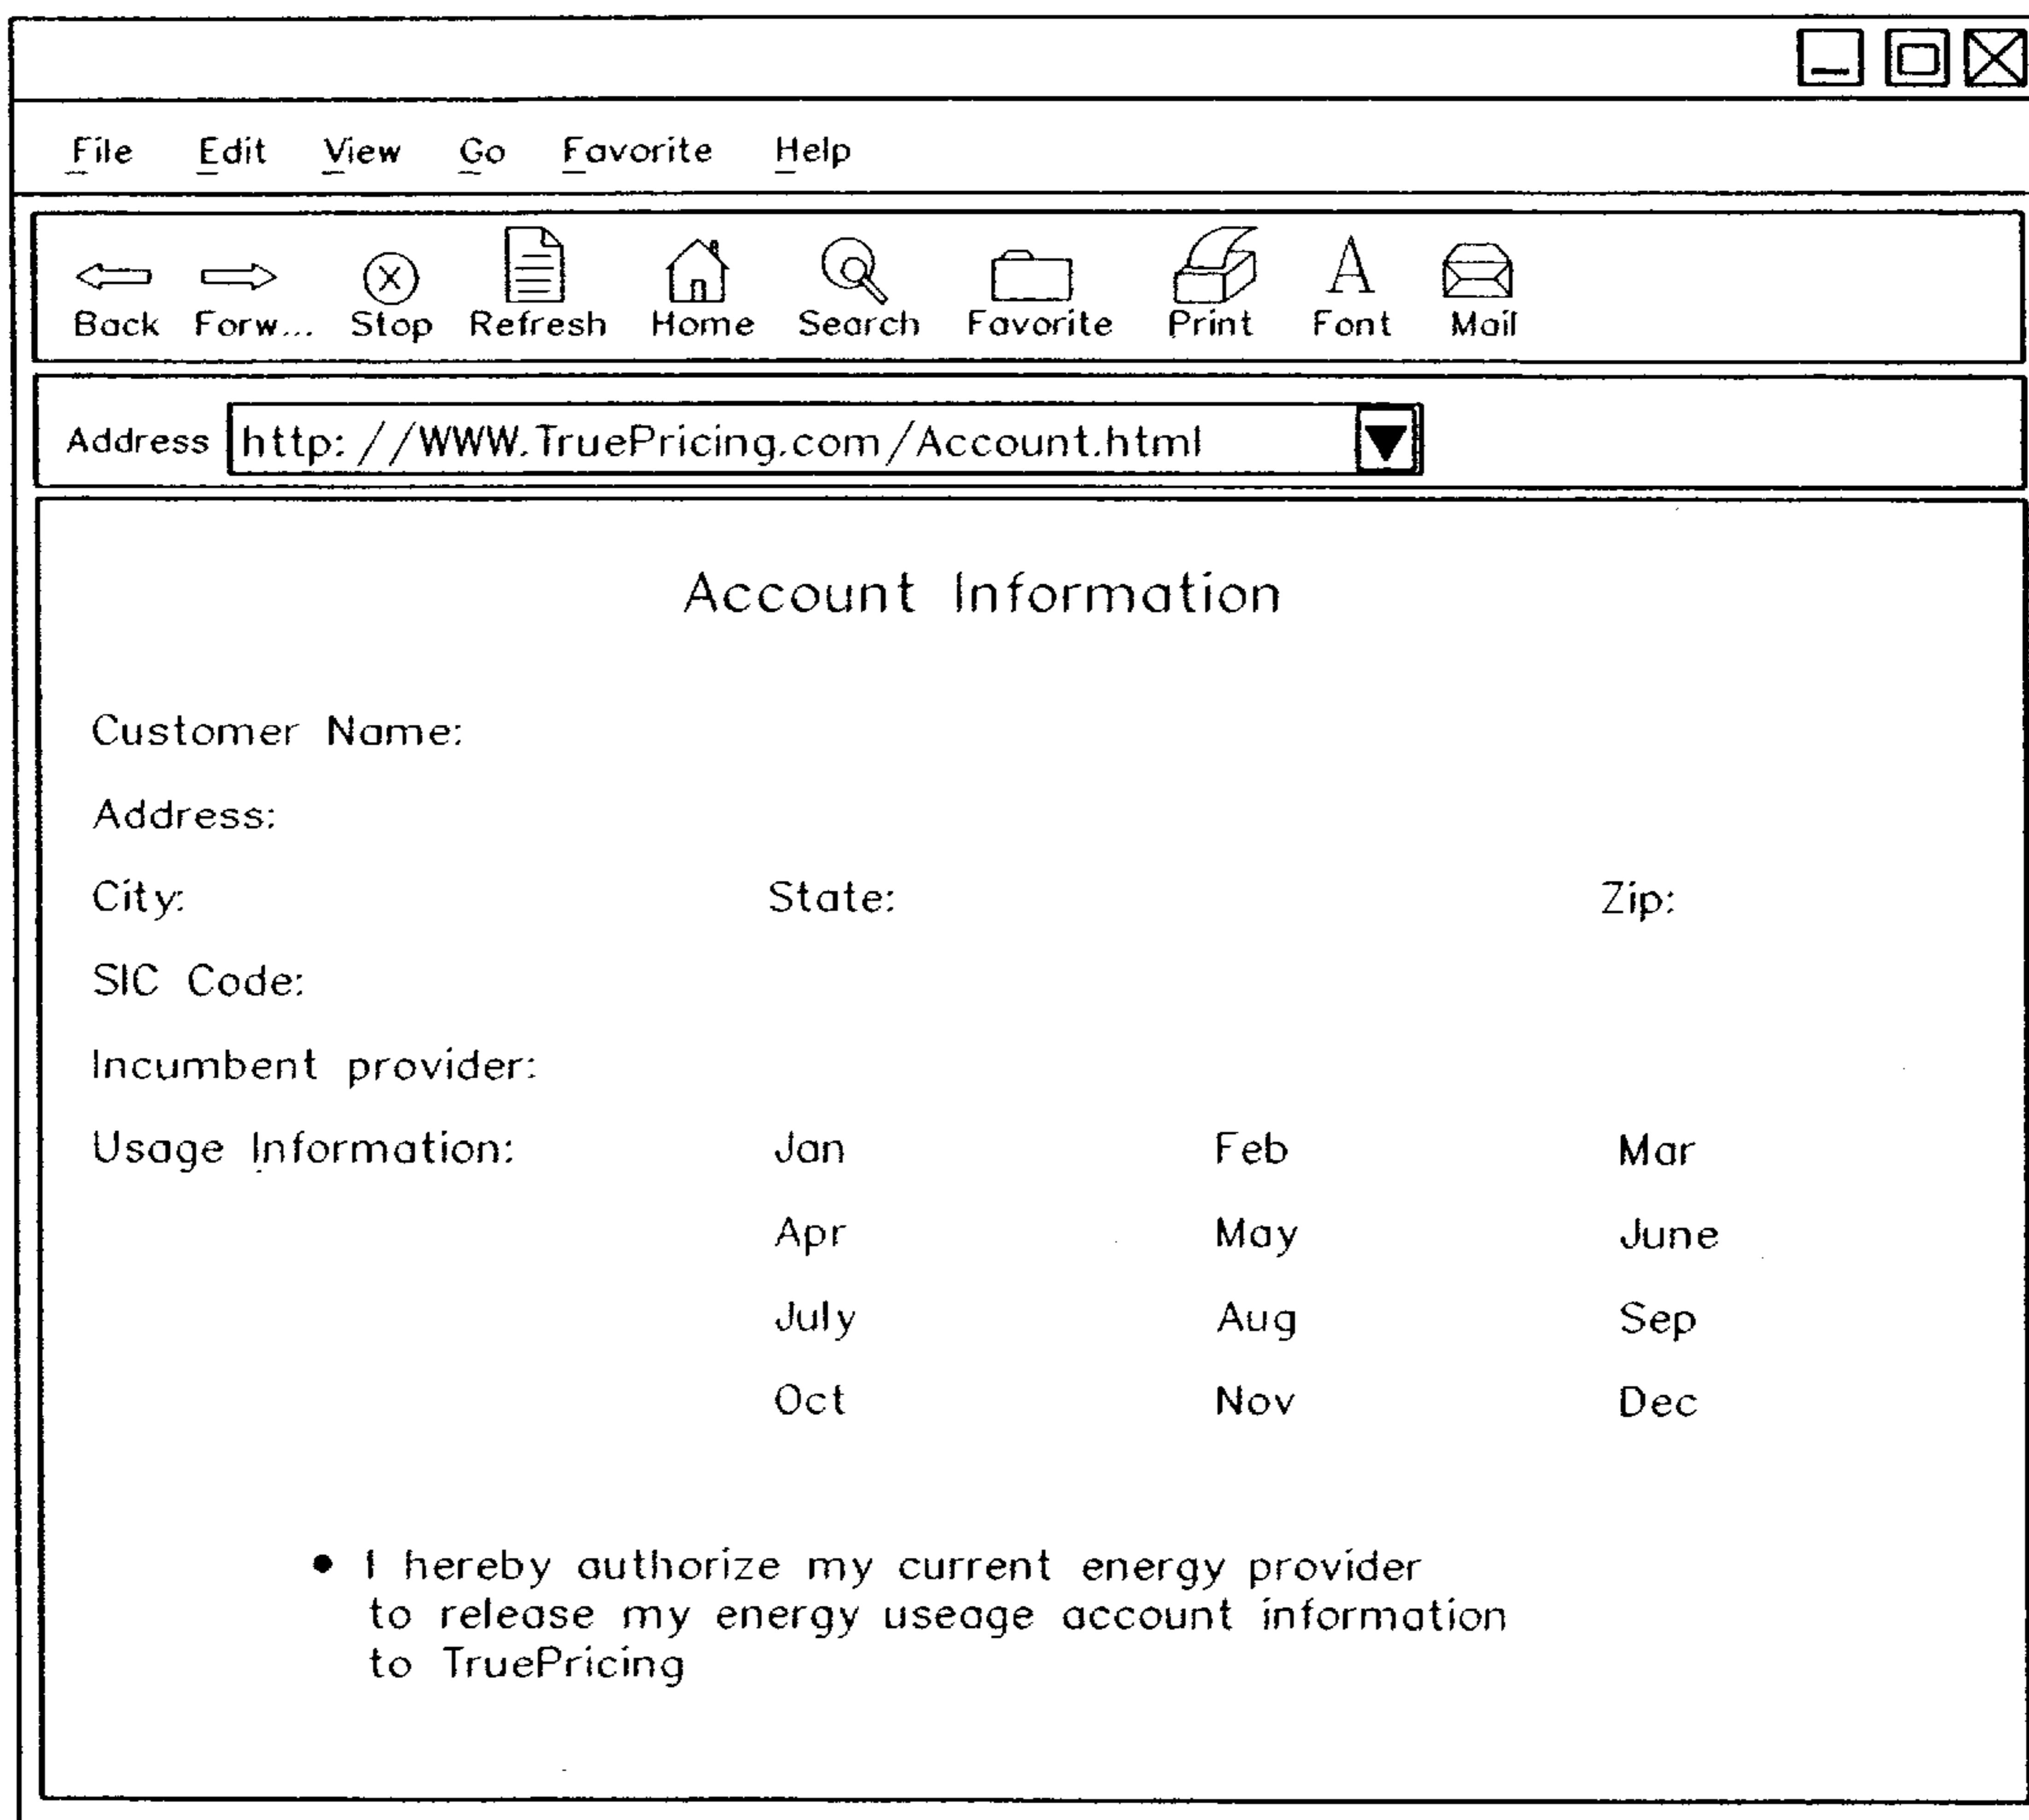 File Edit View Go Favorite Help
Back Forw... Stop Refresh Home Search Favorite Print Font Mail
Address http://WWW.TruePricing.com/Account.html
Account Information
Customer Name:
Address:
City: State: Zip:
SIC Code:
Incumbent provider:
Usage Information: Jan Feb Mar
Apr May June
July Aug Sep
Oct Nov Dec
• I hereby authorize my current energy provider
to release my energy useage account information
to TruePricing